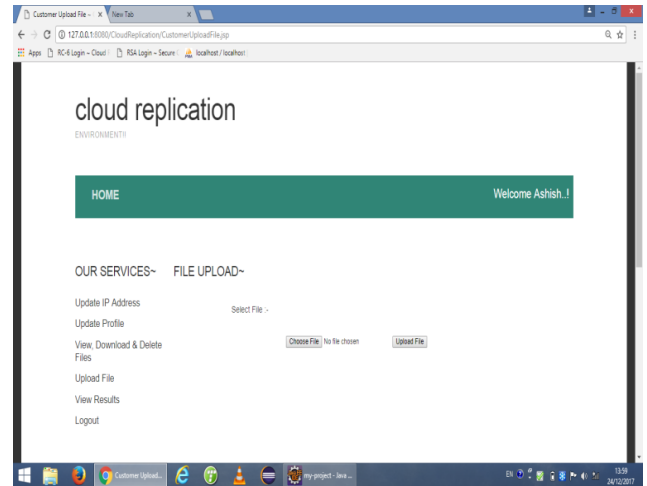 Customer Upload File -
New Tab
127.0.0.1:8080/CloudReplication/CustomerUploadFile.jsp
Apps RC-6 Login - Cloud RSA Login - Secure localhost / localhost
cloud replication
ENVIRONMENT!!
HOME Welcome Ashish..!
OUR SERVICES~ FILE UPLOAD~
Update IP Address
Select File :-
Update Profile
View, Download & Delete
Files
Choose File No file chosen Upload File
Upload File
View Results
Logout
Customer Upload... my-project - Java ... EN 13:59
24/12/2017